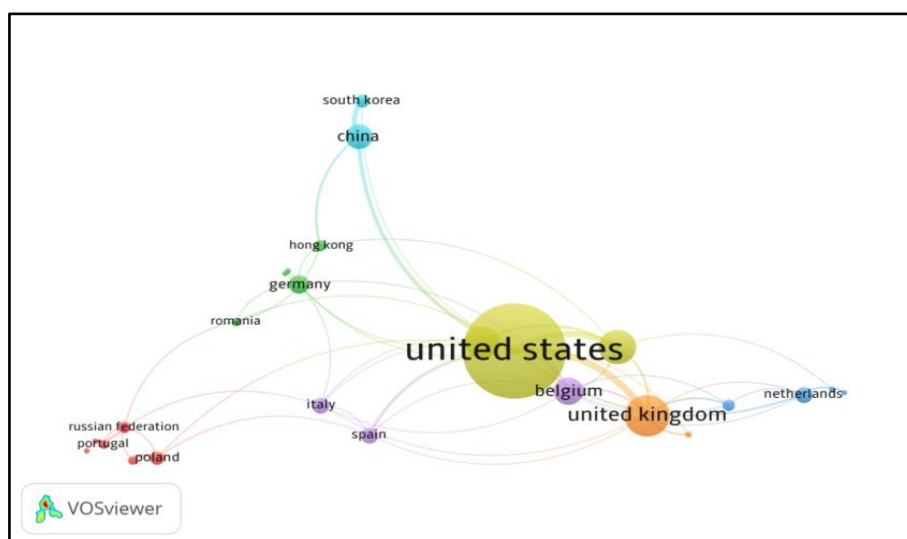 south korea
china
hong kong
germany
romania
united states
belgium
netherlands
italy
united kingdom
russian federation
spain
portugal
poland
VOSviewer